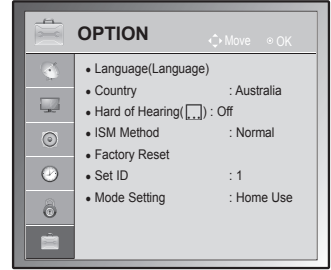 OPTION
Move OK
• Language(Language)
• Country : Australia
• Hard of Hearing( ) : Off
• ISM Method : Normal
• Factory Reset
• Set ID : 1
• Mode Setting : Home Use